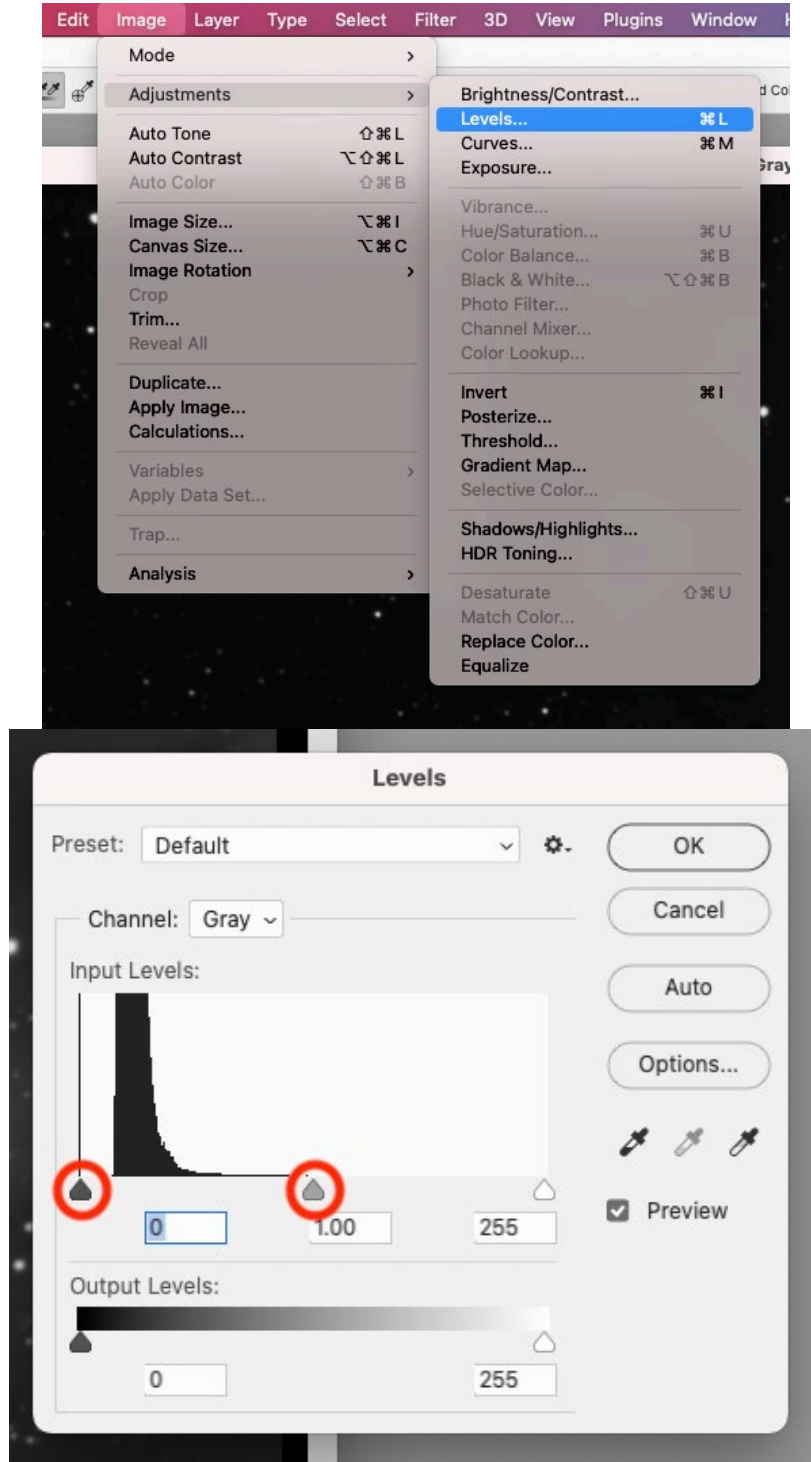 Edit Image Layer Type Select Filter 3D View Plugins Window
Mode >
Adjustments >
Auto Tone ⇧⌘L
Auto Contrast ⌥⇧⌘L
Auto Color ⇧⌘B
Image Size... ⌥⌘I
Canvas Size... ⌥⌘C
Image Rotation >
Crop
Trim...
Reveal All
Duplicate...
Apply Image...
Calculations...
Variables >
Apply Data Set...
Trap...
Analysis >
Brightness/Contrast...
Levels... ⌘L
Curves... ⌘M
Exposure...
Vibrance...
Hue/Saturation... ⌘U
Color Balance... ⌘B
Black & White... ⌥⇧⌘B
Photo Filter...
Channel Mixer...
Color Lookup...
Invert ⌘I
Posterize...
Threshold...
Gradient Map...
Selective Color...
Shadows/Highlights...
HDR Toning...
Desaturate ⇧⌘U
Match Color...
Replace Color...
Equalize
d Co
Gray
Levels
Preset: Default
OK
Cancel
Auto
Options...
Preview
Channel: Gray
Input Levels:
0 1.00 255
Output Levels:
0 255